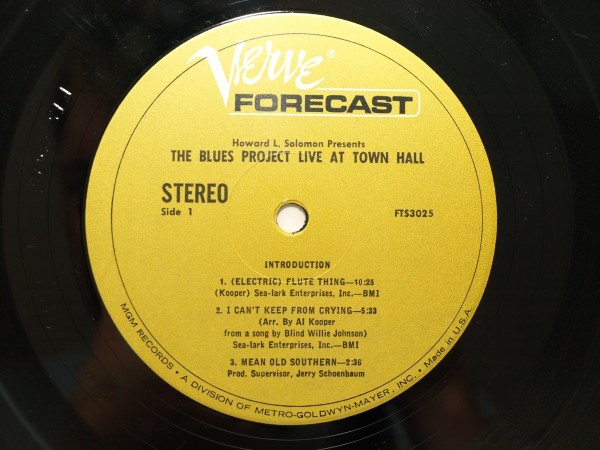 Verve®
FORECAST
Howard L. Solomon Presents
THE BLUES PROJECT LIVE AT TOWN HALL
STEREO
Side 1
FTS3025
INTRODUCTION
1. (ELECTRIC) FLUTE THING—10:25
(Kooper) Sea-lark Enterprises, Inc.—BMI
2. I CAN'T KEEP FROM CRYING—5:33
(Arr. By Al Kooper
from a song by Blind Willie Johnson)
Sea-lark Enterprises, Inc.—BMI
3. MEAN OLD SOUTHERN—2:36
Prod. Supervisor, Jerry Schoenbaum
MGM RECORDS • A DIVISION OF METRO-GOLDWYN-MAYER, INC. • Made in U.S.A.